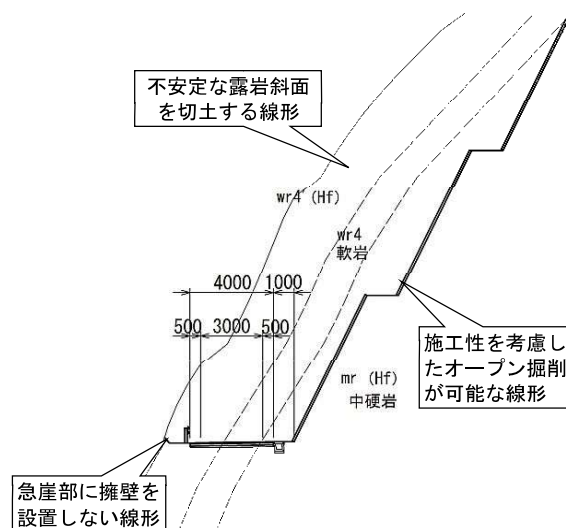 不安定な露岩斜面
を切土する線形
wr4' (Hf)
wr4
軟岩
4000 1000
500 3000 500
施工性を考慮し
たオープン掘削
が可能な線形
mr (Hf)
中硬岩
急崖部に擁壁を
設置しない線形